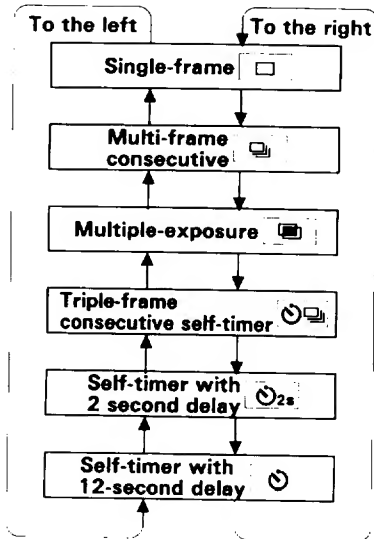 To the left
To the right
Single-frame
Multi-frame
consecutive
Multiple-exposure
Triple-frame
consecutive self-timer
Self-timer with
2 second delay
2s
Self-timer with
12-second delay